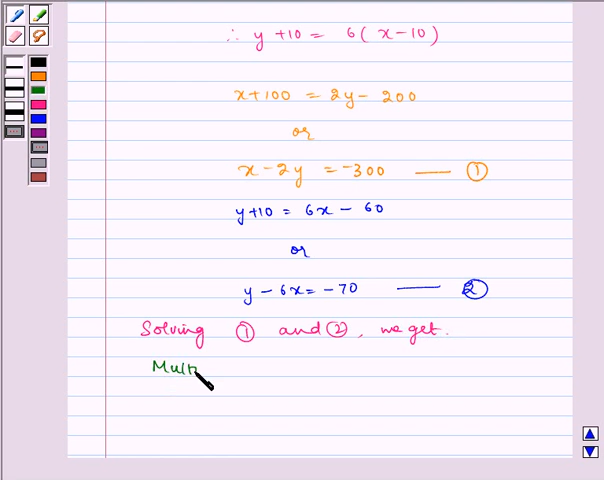 ∴ y + 10 = 6 ( x - 10 )
x + 100 = 2y - 200
or
x - 2y = -300 —— ①
y + 10 = 6x - 60
or
y - 6x = -70 —— ②
Solving ① and ②, we get.
Mult